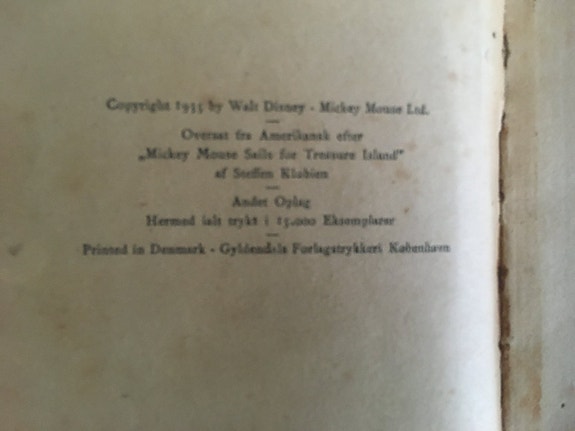 Copyright 1935 by Walt Disney - Mickey Mouse Ltd.
Oversat fra Amerikansk efter
„Mickey Mouse Sails for Treasure Island"
af Steffen Klubien
Andet Oplag
Hermed ialt trykt i 15.000 Eksemplarer
Printed in Denmark - Gyldendals Forlagstrykkeri København